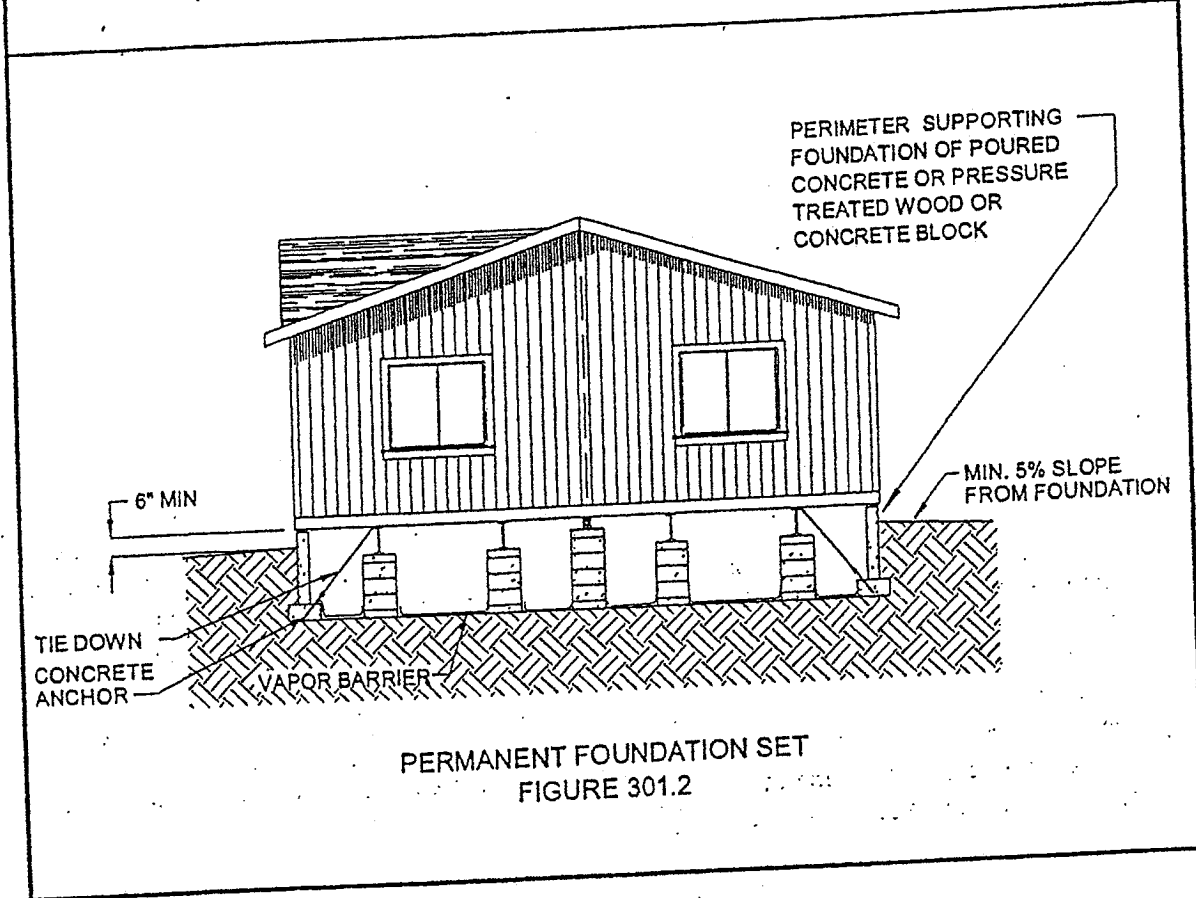 PERIMETER SUPPORTING
FOUNDATION OF POURED
CONCRETE OR PRESSURE
TREATED WOOD OR
CONCRETE BLOCK
6" MIN
MIN. 5% SLOPE
FROM FOUNDATION
TIE DOWN
CONCRETE
ANCHOR
VAPOR BARRIER
PERMANENT FOUNDATION SET
FIGURE 301.2